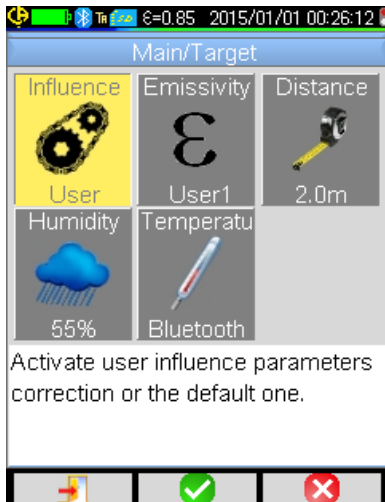 ε=0.85 2015/01/01 00:26:12
Main/Target
Influence Emissivity Distance
ε
User User1 2.0m
Humidity Temperatu
55% Bluetooth
Activate user influence parameters
correction or the default one.